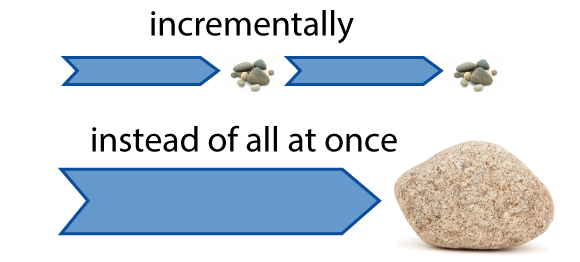 incrementally
instead of all at once